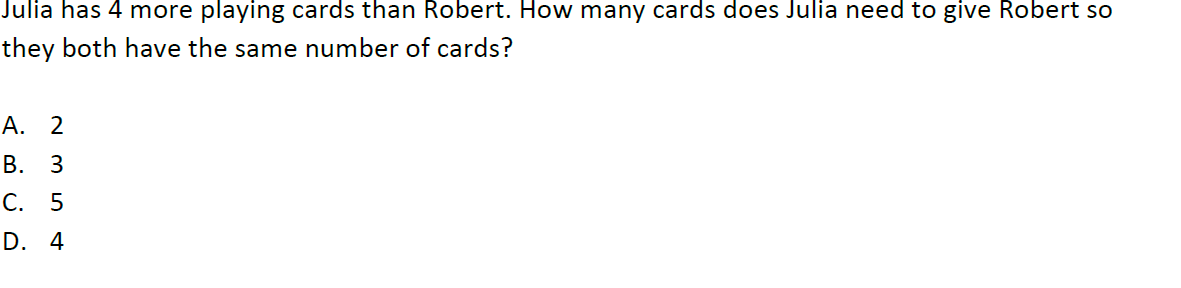 Julia has 4 more playing cards than Robert. How many cards does Julia need to give Robert so
they both have the same number of cards?
A. 2
B. 3
C. 5
D. 4